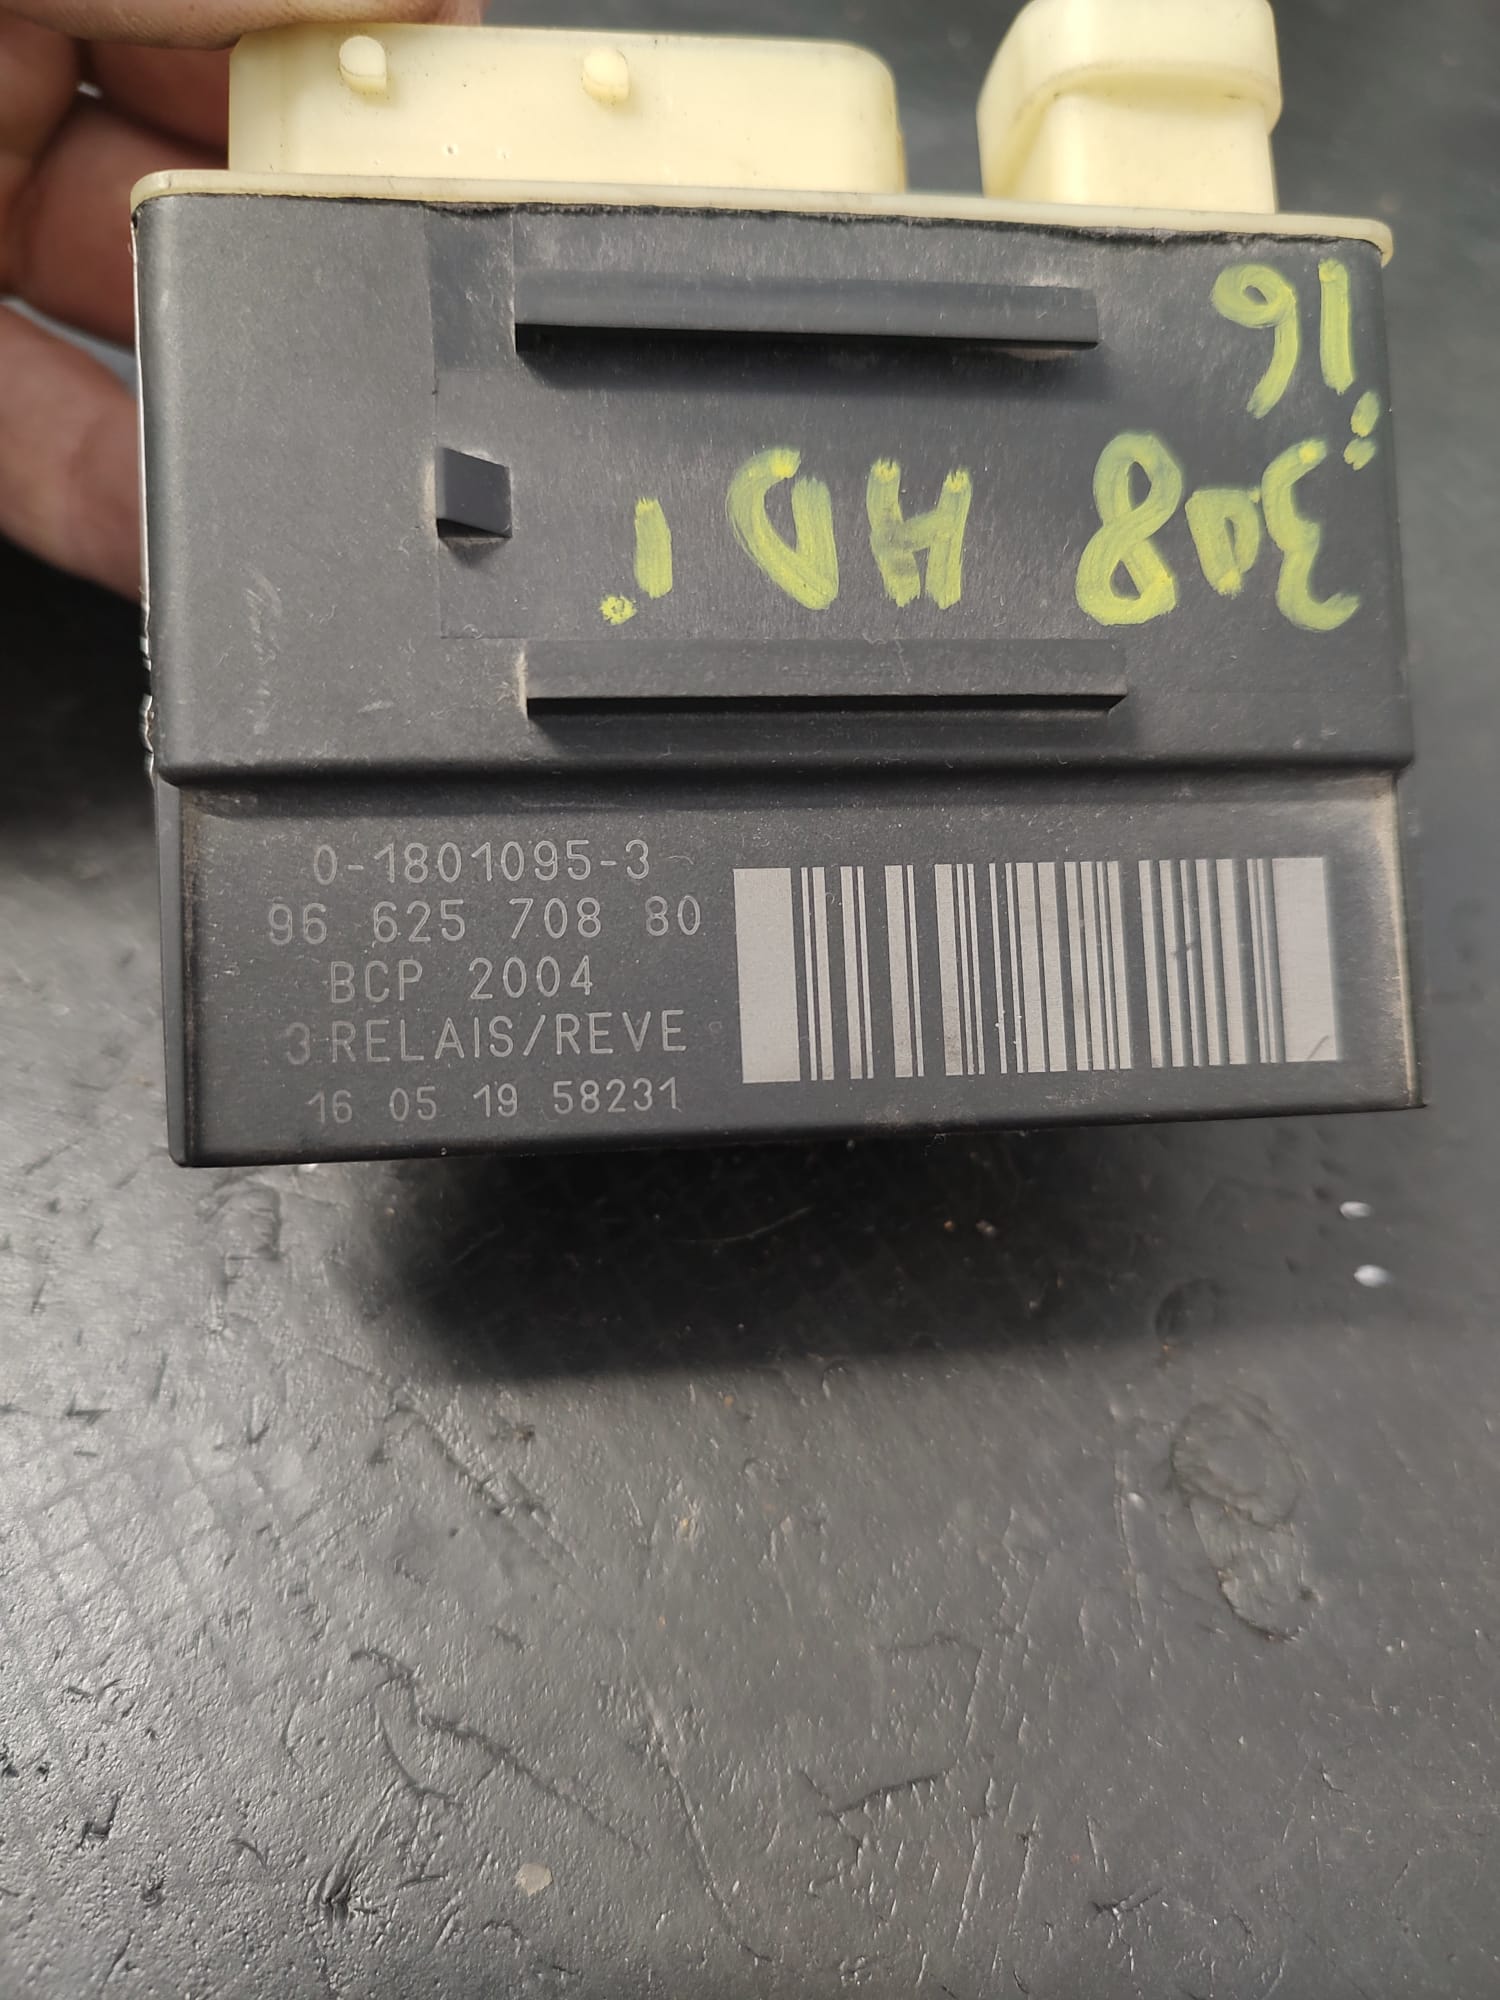 308 HDi
16
0-1801095-3
96 625 708 80
BCP 2004
3 RELAIS/REVE
16 05 19 58231